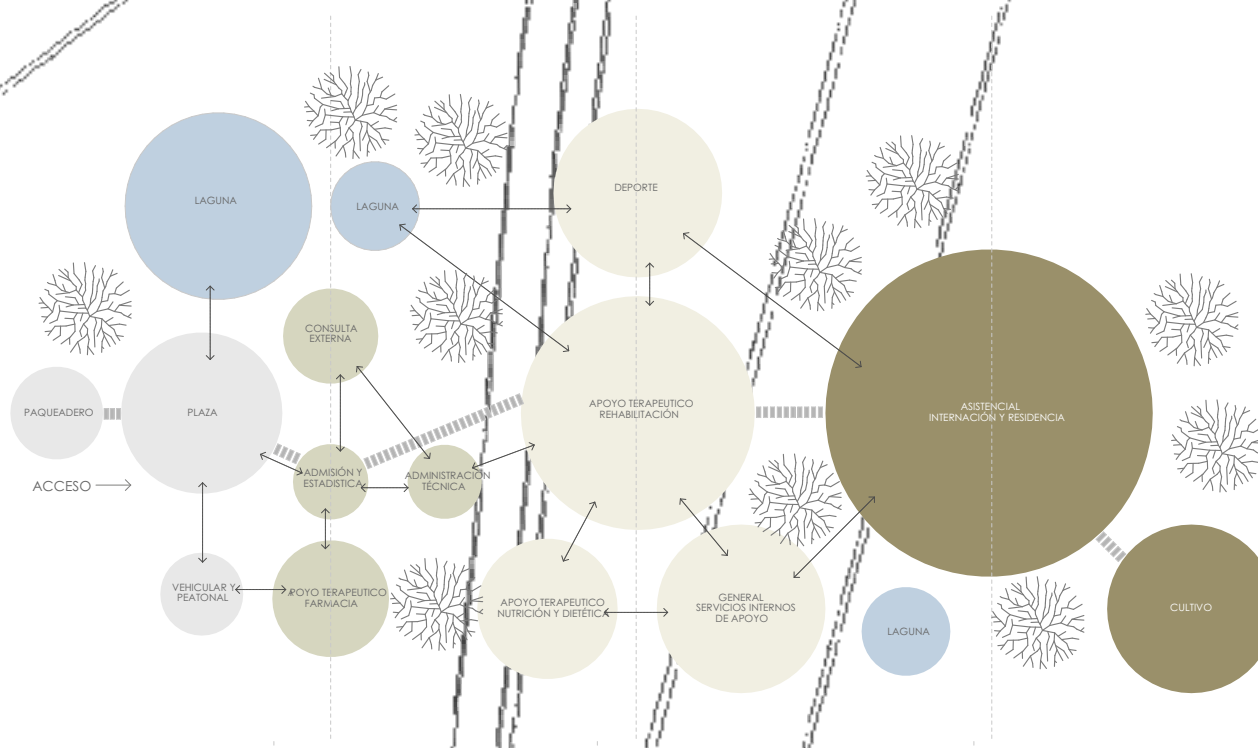 LAGUNA
LAGUNA
DEPORTE
CONSULTA
EXTERNA
PAQUEADERO
PLAZA
APOYO TERAPEUTICO
REHABILITACIÓN
ASISTENCIAL
INTERNACIÓN Y RESIDENCIA
ACCESO
ADMISIÓN Y
ESTADISTICA
ADMINISTRACIÓN
TÉCNICA
VEHICULAR Y
PEATONAL
APOYO TERAPEUTICO
FARMACIA
APOYO TERAPEUTICO
NUTRICIÓN Y DIETÉTICA
GENERAL
SERVICIOS INTERNOS
DE APOYO
LAGUNA
CULTIVO